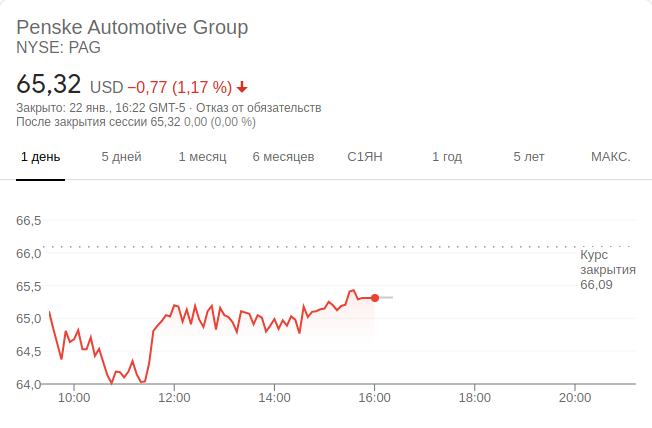 Penske Automotive Group
NYSE: PAG
65,32 USD −0,77 (1,17 %)
Закрыто: 22 янв., 16:22 GMT-5 · Отказ от обязательств
После закрытия сессии 65,32 0,00 (0,00 %)
1 день 5 дней 1 месяц 6 месяцев С1ЯН 1 год 5 лет МАКС.
66,5
66,0
Курс
закрытия
66,09
65,5
65,0
64,5
64,0
10:00 12:00 14:00 16:00 18:00 20:00